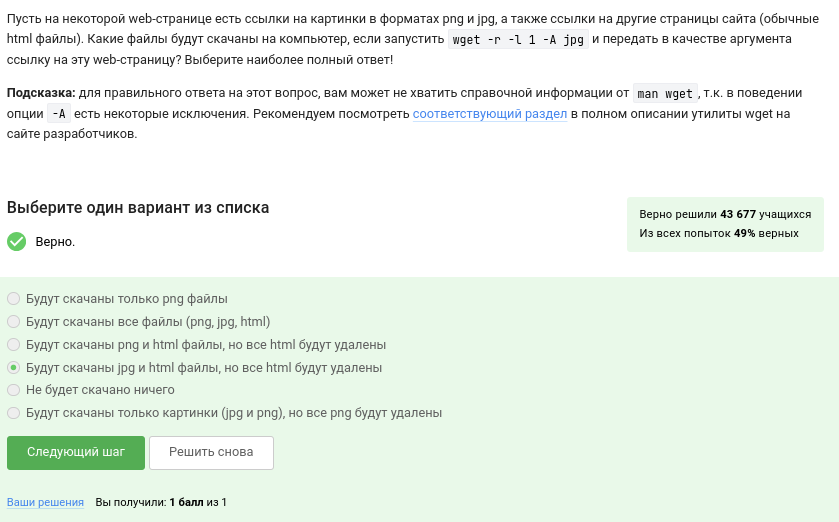 Пусть на некоторой web-странице есть ссылки на картинки в форматах png и jpg, а также ссылки на другие страницы сайта (обычные
html файлы). Какие файлы будут скачаны на компьютер, если запустить wget -r -l 1 -A jpg и передать в качестве аргумента
ссылку на эту web-страницу? Выберите наиболее полный ответ!
Подсказка: для правильного ответа на этот вопрос, вам может не хватить справочной информации от man wget, т.к. в поведении
опции -A есть некоторые исключения. Рекомендуем посмотреть соответствующий раздел в полном описании утилиты wget на
сайте разработчиков.
Выберите один вариант из списка
Верно.
Верно решили 43 677 учащихся
Из всех попыток 49% верных
Будут скачаны только png файлы
Будут скачаны все файлы (png, jpg, html)
Будут скачаны png и html файлы, но все html будут удалены
Будут скачаны jpg и html файлы, но все html будут удалены
Не будет скачано ничего
Будут скачаны только картинки (jpg и png), но все png будут удалены
Следующий шаг
Решить снова
Ваши решения Вы получили: 1 балл из 1